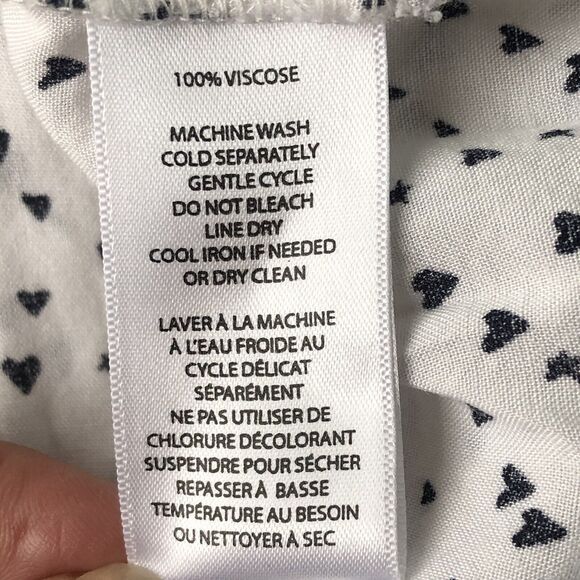 100% VISCOSE
MACHINE WASH
COLD SEPARATELY
GENTLE CYCLE
DO NOT BLEACH
LINE DRY
COOL IRON IF NEEDED
OR DRY CLEAN
LAVER À LA MACHINE
À L'EAU FROIDE AU
CYCLE DÉLICAT
SÉPARÉMENT
NE PAS UTILISER DE
CHLORURE DÉCOLORANT
SUSPENDRE POUR SÉCHER
REPASSER À BASSE
TEMPÉRATURE AU BESOIN
OU NETTOYER À SEC